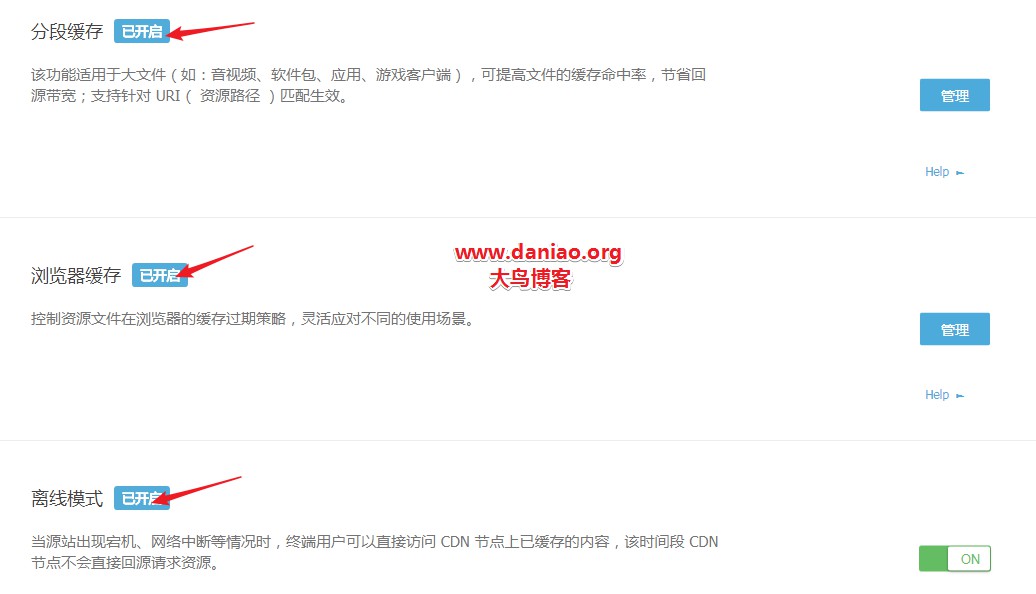 分段缓存 已开启
该功能适用于大文件（如：音视频、软件包、应用、游戏客户端），可提高文件的缓存命中率，节省回
源带宽；支持针对 URI（ 资源路径 ）匹配生效。
管理
Help
www.daniao.org
大鸟博客
浏览器缓存 已开启
控制资源文件在浏览器的缓存过期策略，灵活应对不同的使用场景。
管理
Help
离线模式 已开启
当源站出现宕机、网络中断等情况时，终端用户可以直接访问 CDN 节点上已缓存的内容，该时间段 CDN
节点不会直接回源请求资源。
ON